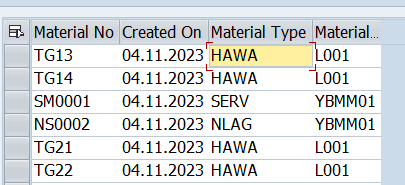 Material No Created On Material Type Material...
TG13 04.11.2023 HAWA L001
TG14 04.11.2023 HAWA L001
SM0001 04.11.2023 SERV YBMM01
NS0002 04.11.2023 NLAG YBMM01
TG21 04.11.2023 HAWA L001
TG22 04.11.2023 HAWA L001